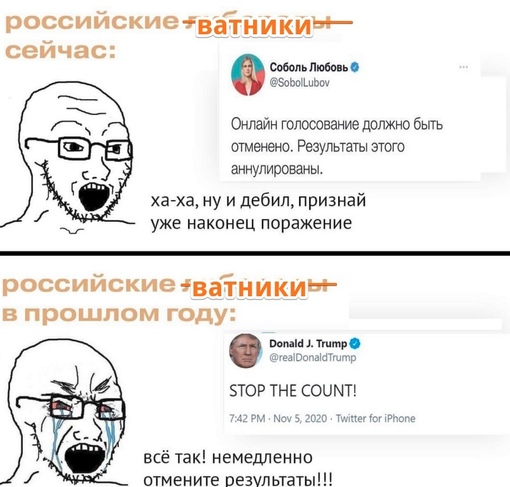 российские ватники
сейчас:
Соболь Любовь
@SobolLubov
Онлайн голосование должно быть
отменено. Результаты этого
аннулированы.
ха-ха, ну и дебил, признай
уже наконец поражение
российские ватники
в прошлом году:
Donald J. Trump
@realDonaldTrump
STOP THE COUNT!
7:42 PM · Nov 5, 2020 · Twitter for iPhone
всё так! немедленно
отмените результаты!!!